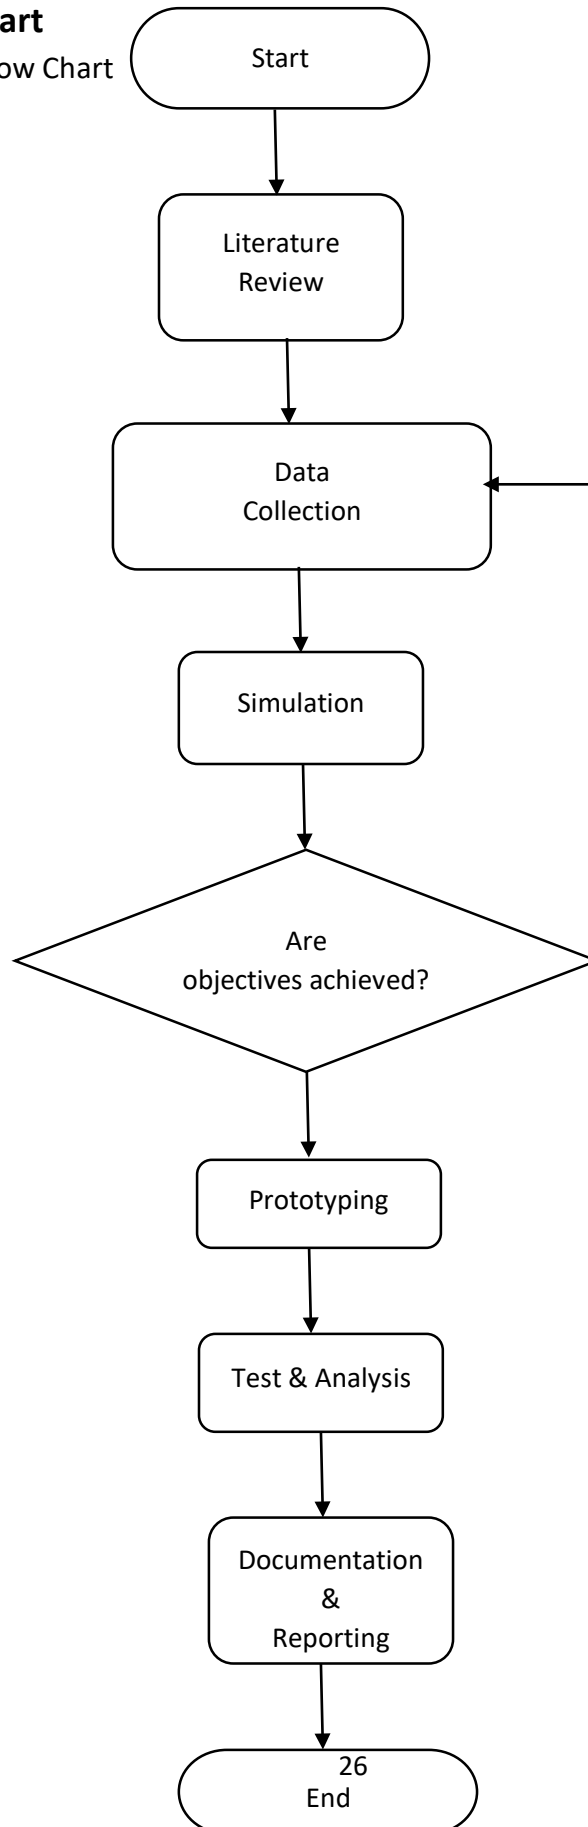 art
ow Chart
Start
Literature
Review
Data
Collection
Simulation
Are
objectives achieved?
Prototyping
Test & Analysis
Documentation
&
Reporting
26
End